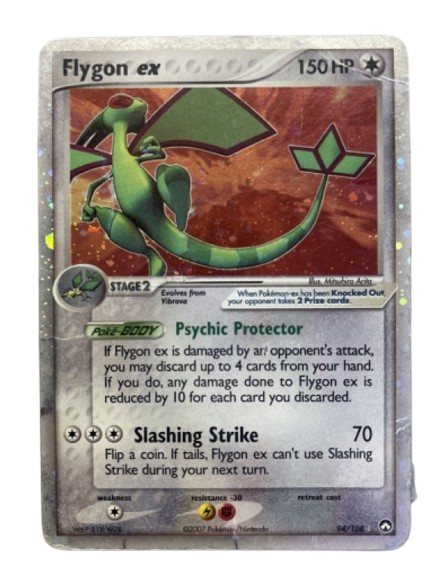 Flygon ex 150 HP
Illus. Mitsuhiro Arita
STAGE 2 Evolves from
Vibrava
When Pokémon-ex has been Knocked Out,
your opponent takes 2 Prize cards.
Poké-BODY Psychic Protector
If Flygon ex is damaged by an opponent's attack,
you may discard up to 4 cards from your hand.
If you do, any damage done to Flygon ex is
reduced by 10 for each card you discarded.
Slashing Strike 70
Flip a coin. If tails, Flygon ex can't use Slashing
Strike during your next turn.
weakness resistance -30 retreat cost
©2007 Pokémon/Nintendo 94/108